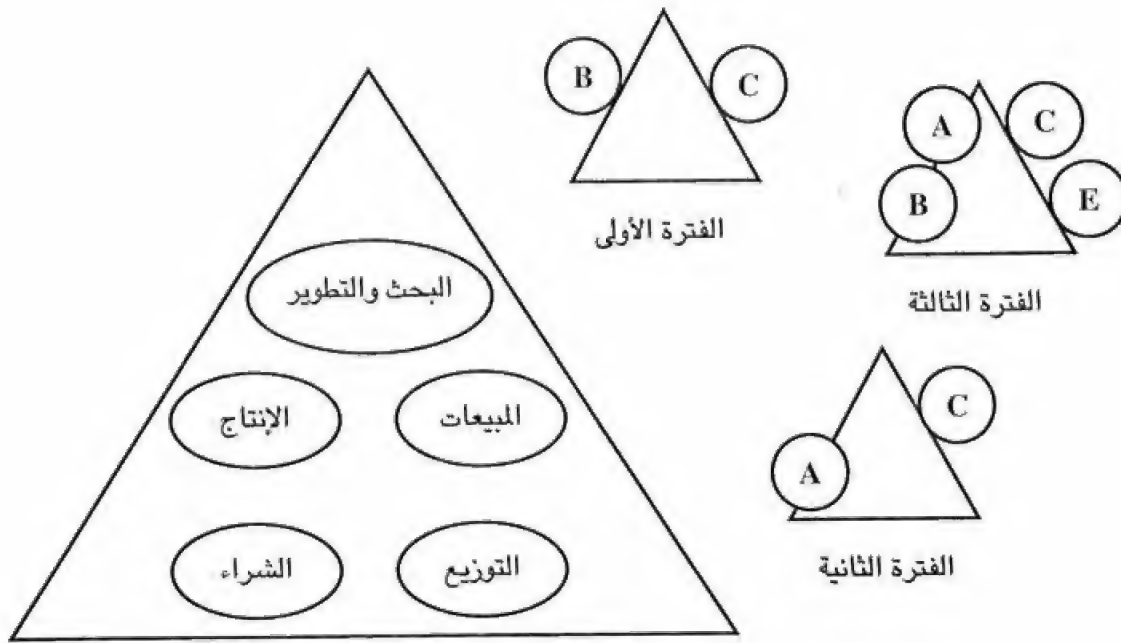 B
C
الفترة الأولى
A
C
B
E
الفترة الثالثة
البحث والتطوير
الإنتاج
المبيعات
C
A
الفترة الثانية
الشراء
التوزيع